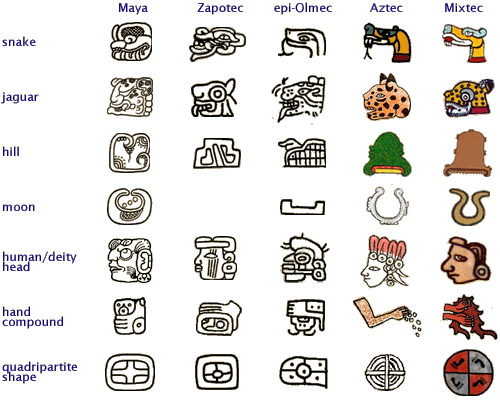 Maya Zapotec epi-Olmec Aztec Mixtec
snake
jaguar
hill
moon
human/deity
head
hand
compound
quadripartite
shape